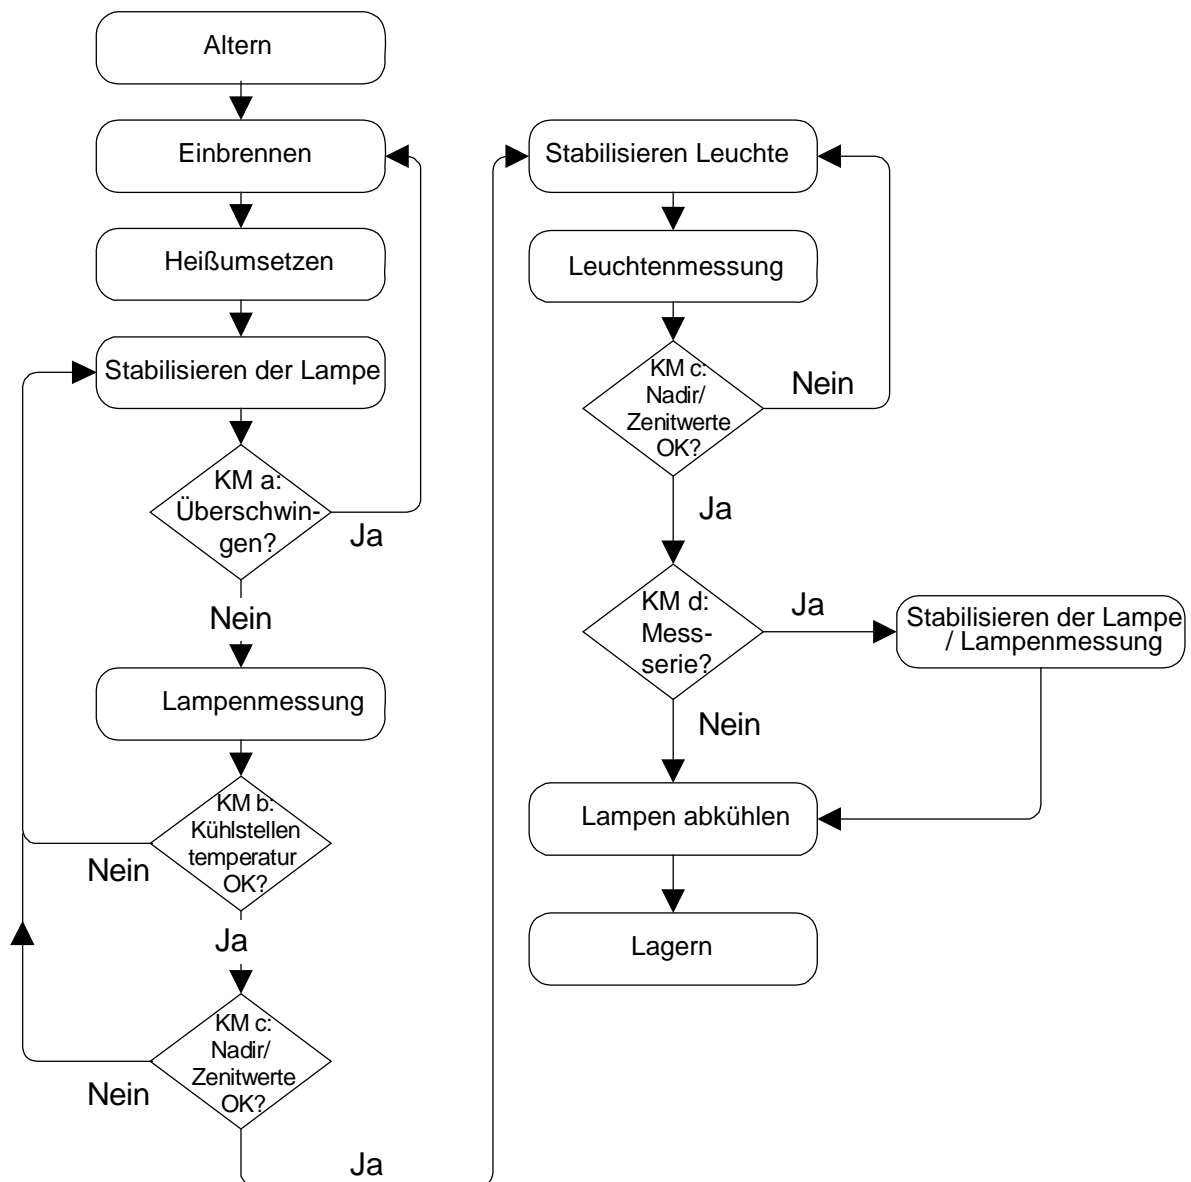 Altern
Einbrennen
Heißumsetzen
Stabilisieren der Lampe
KM a:
Überschwin-
gen?
Ja
Nein
Lampenmessung
KM b:
Kühlstellen
temperatur
OK?
Nein
Ja
KM c:
Nadir/
Zenitwerte
OK?
Nein
Ja
Stabilisieren Leuchte
Leuchtenmessung
KM c:
Nadir/
Zenitwerte
OK?
Nein
Ja
KM d:
Mess-
serie?
Ja
Stabilisieren der Lampe
/ Lampenmessung
Nein
Lampen abkühlen
Lagern